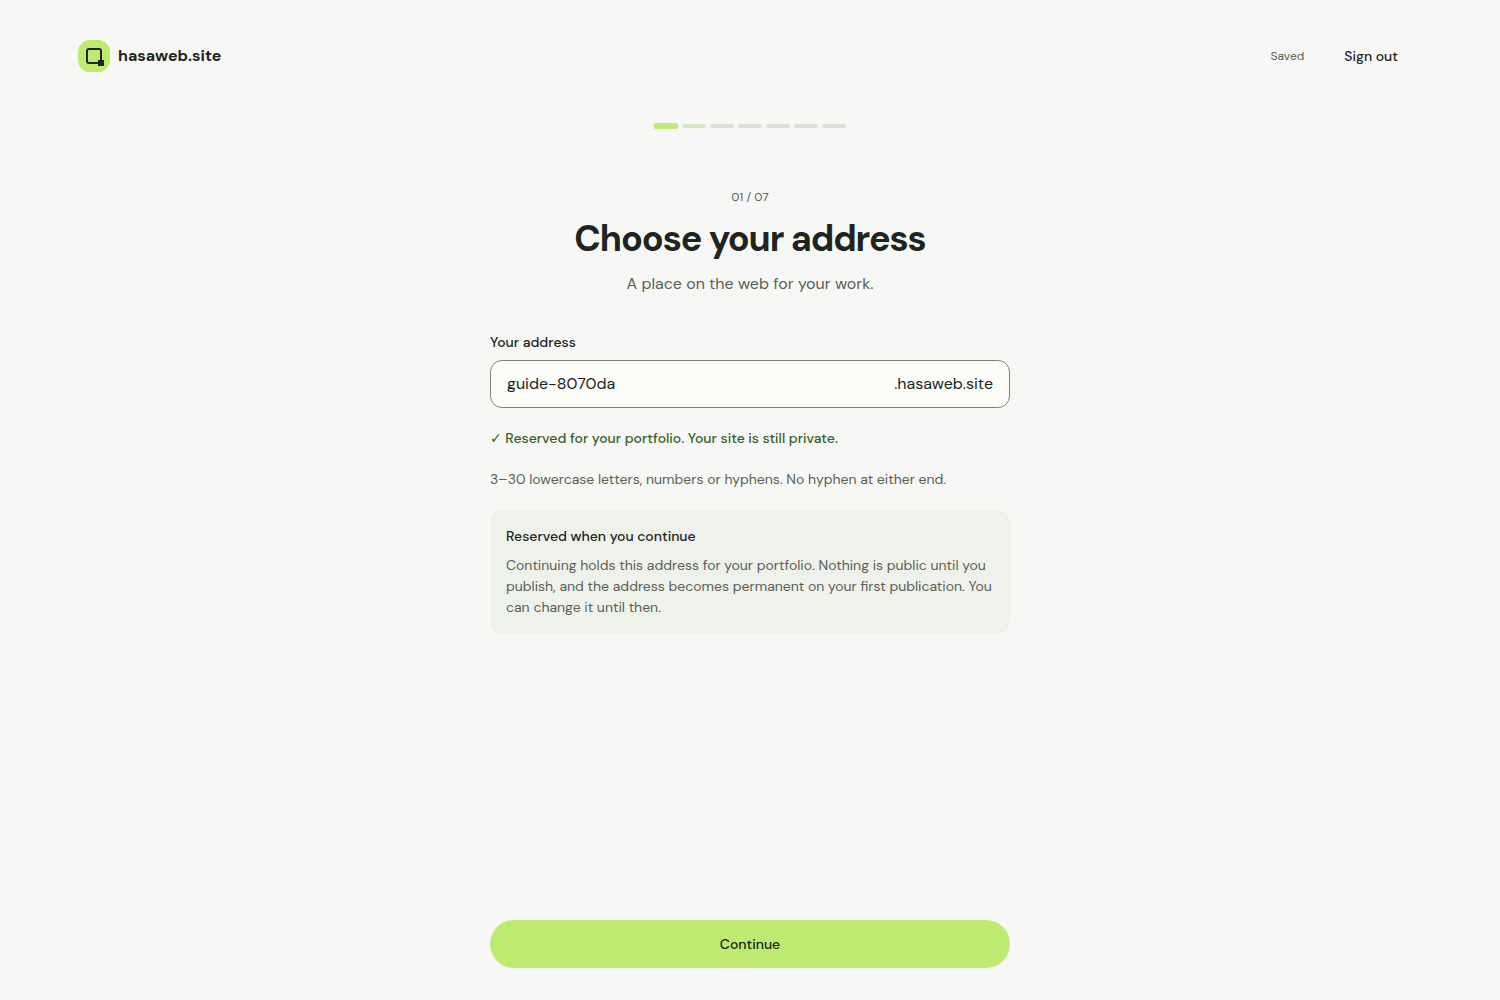 hasaweb.site
Saved
Sign out
01 / 07
Choose your address
A place on the web for your work.
Your address
guide-8070da
.hasaweb.site
✓ Reserved for your portfolio. Your site is still private.
3–30 lowercase letters, numbers or hyphens. No hyphen at either end.
Reserved when you continue
Continuing holds this address for your portfolio. Nothing is public until you
publish, and the address becomes permanent on your first publication. You
can change it until then.
Continue